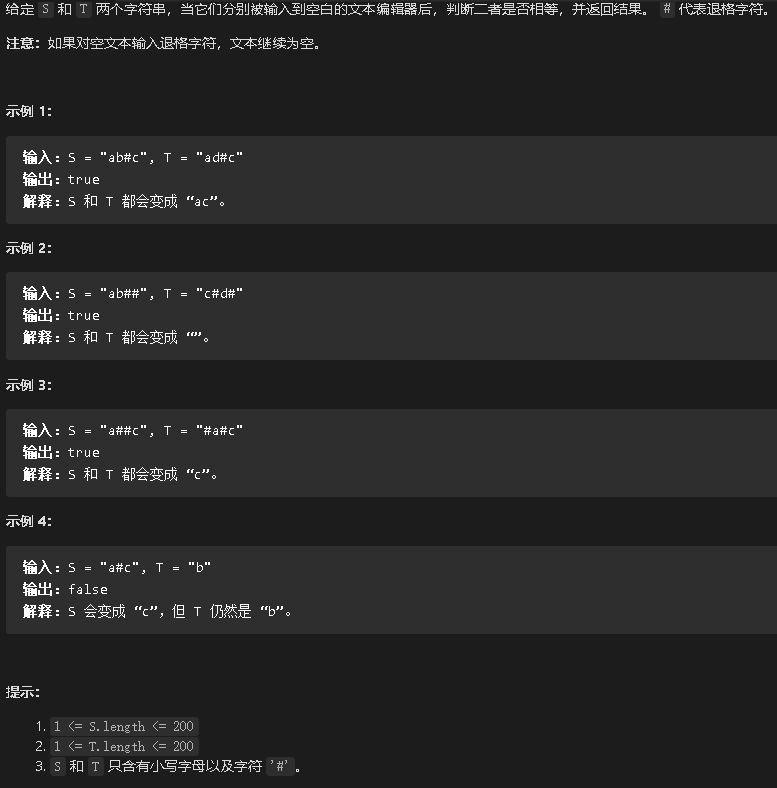 给定 S 和 T 两个字符串，当它们分别被输入到空白的文本编辑器后，判断二者是否相等，并返回结果。 # 代表退格字符。
注意：如果对空文本输入退格字符，文本继续为空。
示例 1：
输入：S = "ab#c", T = "ad#c"
输出：true
解释：S 和 T 都会变成 “ac”。
示例 2：
输入：S = "ab##", T = "c#d#"
输出：true
解释：S 和 T 都会变成 “”。
示例 3：
输入：S = "a##c", T = "#a#c"
输出：true
解释：S 和 T 都会变成 “c”。
示例 4：
输入：S = "a#c", T = "b"
输出：false
解释：S 会变成 “c”，但 T 仍然是 “b”。
提示：
1. 1 <= S.length <= 200
2. 1 <= T.length <= 200
3. S 和 T 只含有小写字母以及字符 '#'。